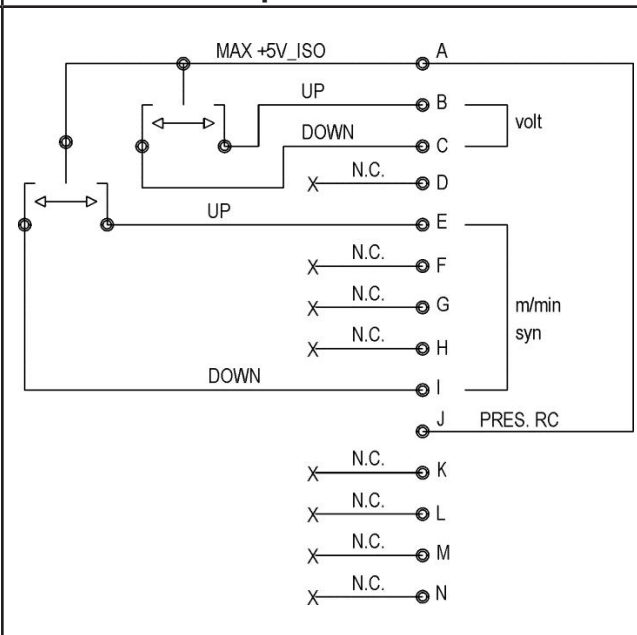 MAX +5V_ISO A
UP B
volt
DOWN C
N.C. D
X
UP E
N.C. F
X
N.C. G
X
m/min
N.C. H
X
syn
DOWN I
J PRES. RC
N.C. K
X
N.C. L
X
N.C. M
X
N.C. N
X